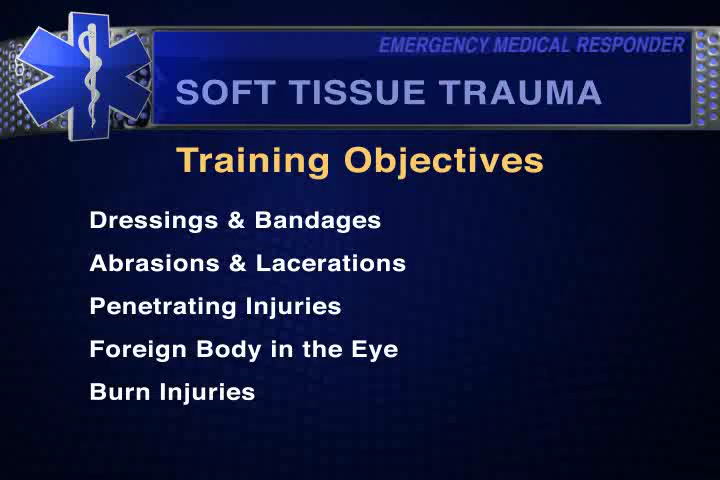 EMERGENCY MEDICAL RESPONDER
SOFT TISSUE TRAUMA
Training Objectives
Dressings & Bandages
Abrasions & Lacerations
Penetrating Injuries
Foreign Body in the Eye
Burn Injuries